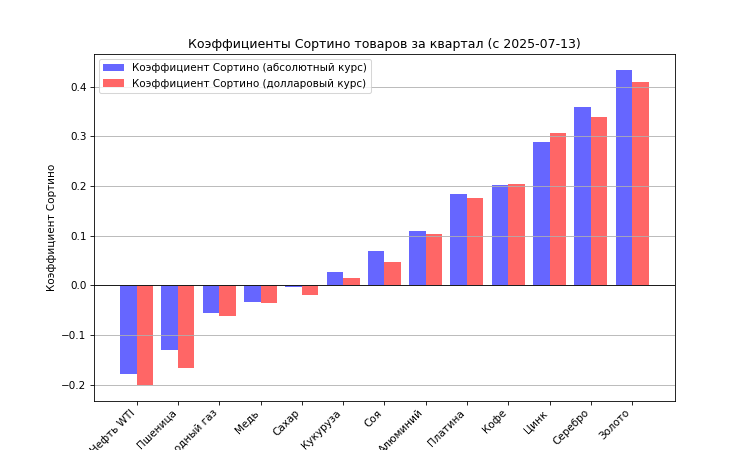 Коэффициенты Сортино товаров за квартал (с 2025-07-13)
Коэффициент Сортино (абсолютный курс)
Коэффициент Сортино (долларовый курс)
Коэффициент Сортино
0.4
0.3
0.2
0.1
0.0
−0.1
−0.2
Нефть WTI
Пшеница
одный газ
Медь
Сахар
Кукуруза
Соя
Алюминий
Платина
Кофе
Цинк
Серебро
Золото